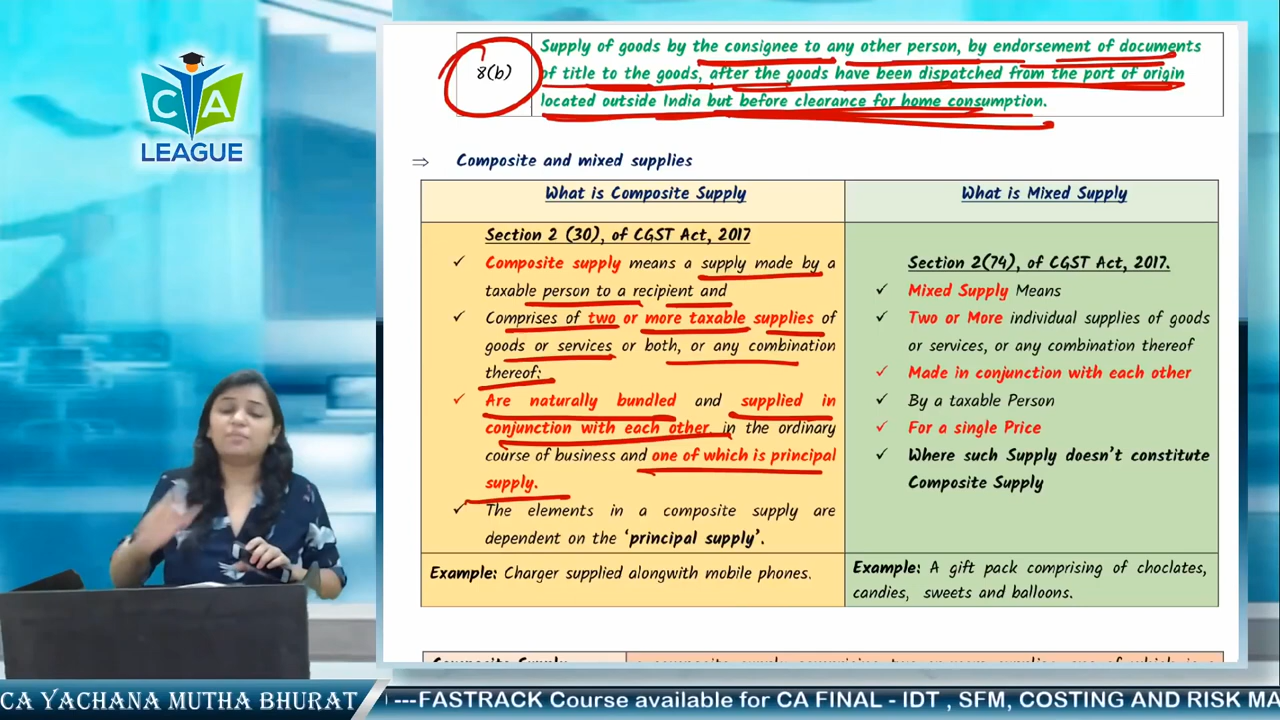 CA
LEAGUE
8(b)
Supply of goods by the consignee to any other person, by endorsement of documents
of title to the goods, after the goods have been dispatched from the port of origin
located outside India but before clearance for home consumption.
⇒ Composite and mixed supplies
What is Composite Supply
Section 2 (30), of CGST Act, 2017
✓ Composite supply means a supply made by a
taxable person to a recipient and
✓ Comprises of two or more taxable supplies of
goods or services or both, or any combination
thereof:
✓ Are naturally bundled and supplied in
conjunction with each other, in the ordinary
course of business and one of which is principal
supply.
✓ The elements in a composite supply are
dependent on the ‘principal supply’.
Example: Charger supplied alongwith mobile phones.
What is Mixed Supply
Section 2(74), of CGST Act, 2017.
✓ Mixed Supply Means
✓ Two or More individual supplies of goods
or services, or any combination thereof
✓ Made in conjunction with each other
✓ By a taxable Person
✓ For a single Price
✓ Where such Supply doesn’t constitute
Composite Supply
Example: A gift pack comprising of choclates,
candies, sweets and balloons.
CA YACHANA MUTHA BHURAT
---FASTRACK Course available for CA FINAL - IDT , SFM, COSTING AND RISK MA